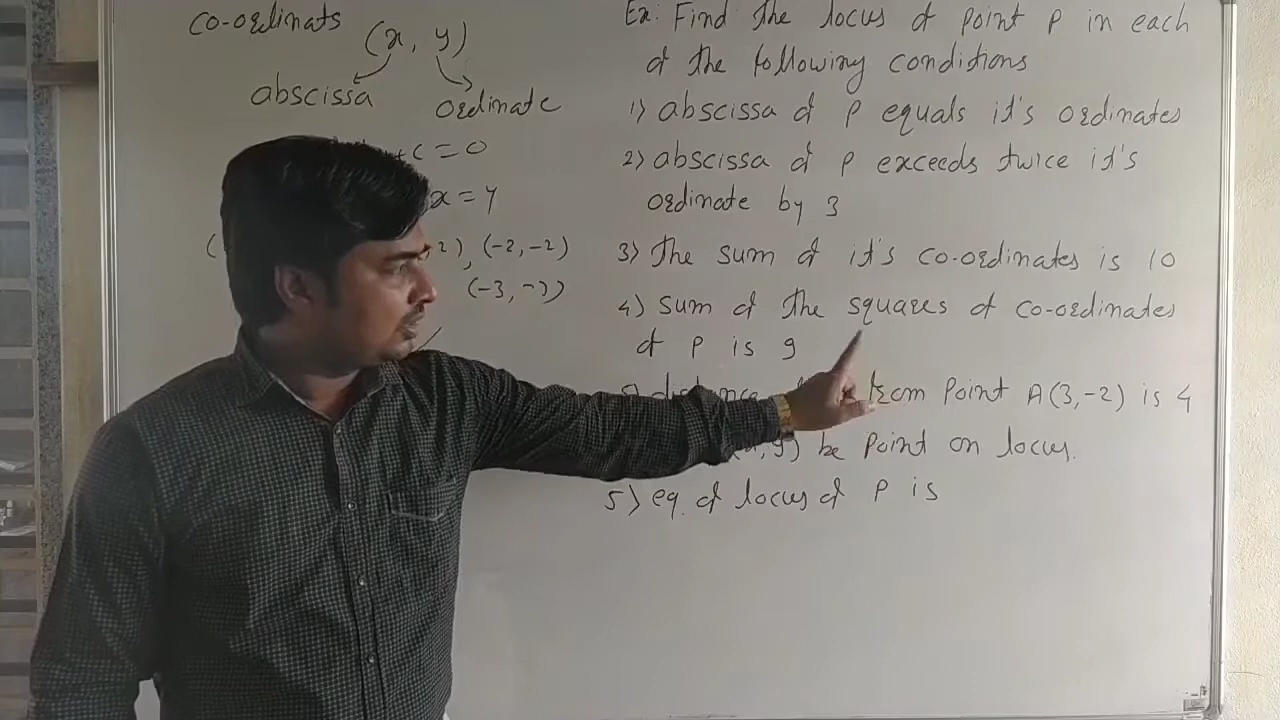 co-ordinats
(x, y)
abscissa ordinate
+c = 0
x = y
2), (-2, -2)
(-3, -3)
Ex: Find the locus of point P in each
of the following conditions
1) abscissa of P equals it's ordinates
2) abscissa of P exceeds twice it's
ordinate by 3
3) The sum of it's co-ordinates is 10
4) sum of the squares of co-ordinates
of P is 9
5) distance from point A(3,-2) is 4
y) be point on locus.
5) eq. of locus of P is